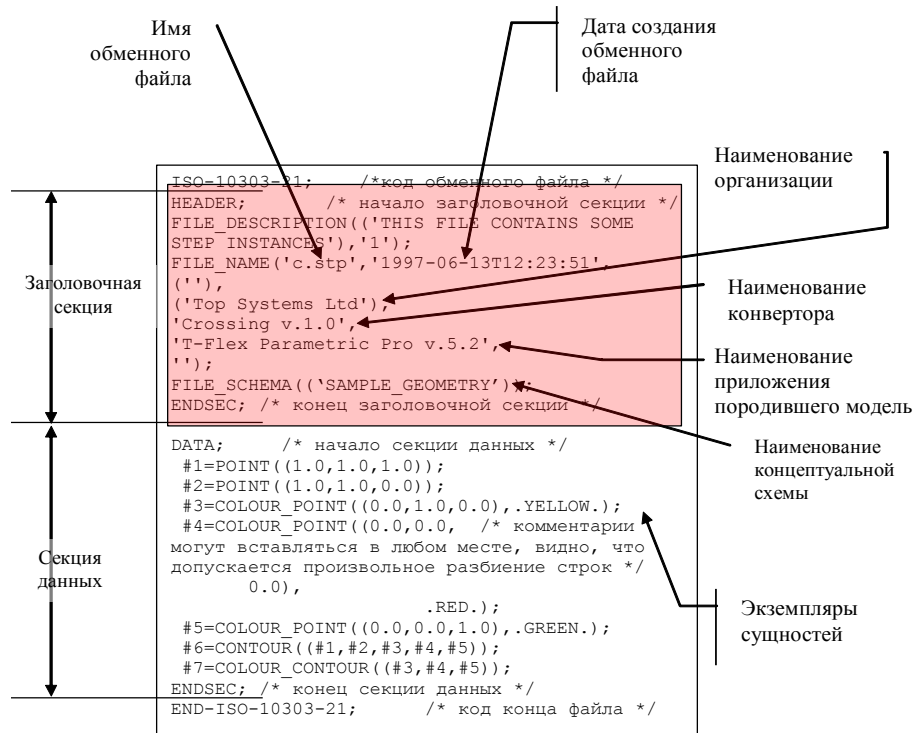 Имя
обменного
файла
Дата создания
обменного
файла
Наименование
организации
ISO-10303-21;     /*код обменного файла */
HEADER;       /* начало заголовочной секции */
FILE_DESCRIPTION(('THIS FILE CONTAINS SOME
STEP INSTANCES'),'1');
FILE_NAME('c.stp','1997-06-13T12:23:51',
(''),
('Top Systems Ltd'),
'Crossing v.1.0',
'T-Flex Parametric Pro v.5.2',
'');
FILE_SCHEMA((‘SAMPLE_GEOMETRY’));
ENDSEC; /* конец заголовочной секции */
Заголовочная
секция
Наименование
конвертора
Наименование
приложения
породившего модель
Наименование
концептуальной
схемы
DATA;     /* начало секции данных */
#1=POINT((1.0,1.0,1.0));
#2=POINT((1.0,1.0,0.0));
#3=COLOUR_POINT((0.0,1.0,0.0),.YELLOW.);
#4=COLOUR_POINT((0.0,0.0,  /* комментарии
могут вставляться в любом месте, видно, что
допускается произвольное разбиение строк */
0.0),
.RED.);
#5=COLOUR_POINT((0.0,0.0,1.0),.GREEN.);
#6=CONTOUR((#1,#2,#3,#4,#5));
#7=COLOUR_CONTOUR((#3,#4,#5));
ENDSEC; /* конец секции данных */
END-ISO-10303-21;       /* код конца файла */
Секция
данных
Экземпляры
сущностей